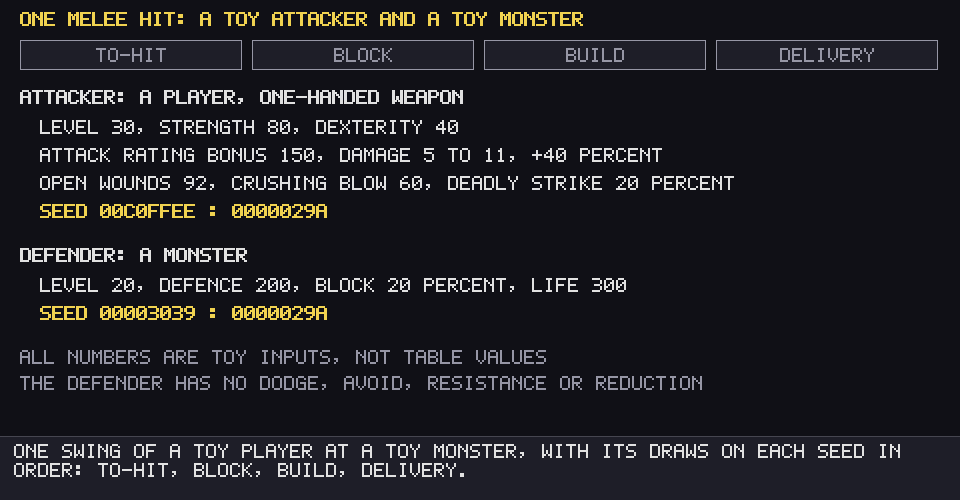 ONE MELEE HIT: A TOY ATTACKER AND A TOY MONSTER
TO-HIT
BLOCK
BUILD
DELIVERY
ATTACKER: A PLAYER, ONE-HANDED WEAPON
LEVEL 30, STRENGTH 80, DEXTERITY 40
ATTACK RATING BONUS 150, DAMAGE 5 TO 11, +40 PERCENT
OPEN WOUNDS 92, CRUSHING BLOW 60, DEADLY STRIKE 20 PERCENT
SEED 00C0FFEE : 0000029A
DEFENDER: A MONSTER
LEVEL 20, DEFENCE 200, BLOCK 20 PERCENT, LIFE 300
SEED 00003039 : 0000029A
ALL NUMBERS ARE TOY INPUTS, NOT TABLE VALUES
THE DEFENDER HAS NO DODGE, AVOID, RESISTANCE OR REDUCTION
ONE SWING OF A TOY PLAYER AT A TOY MONSTER, WITH ITS DRAWS ON EACH SEED IN
ORDER: TO-HIT, BLOCK, BUILD, DELIVERY.